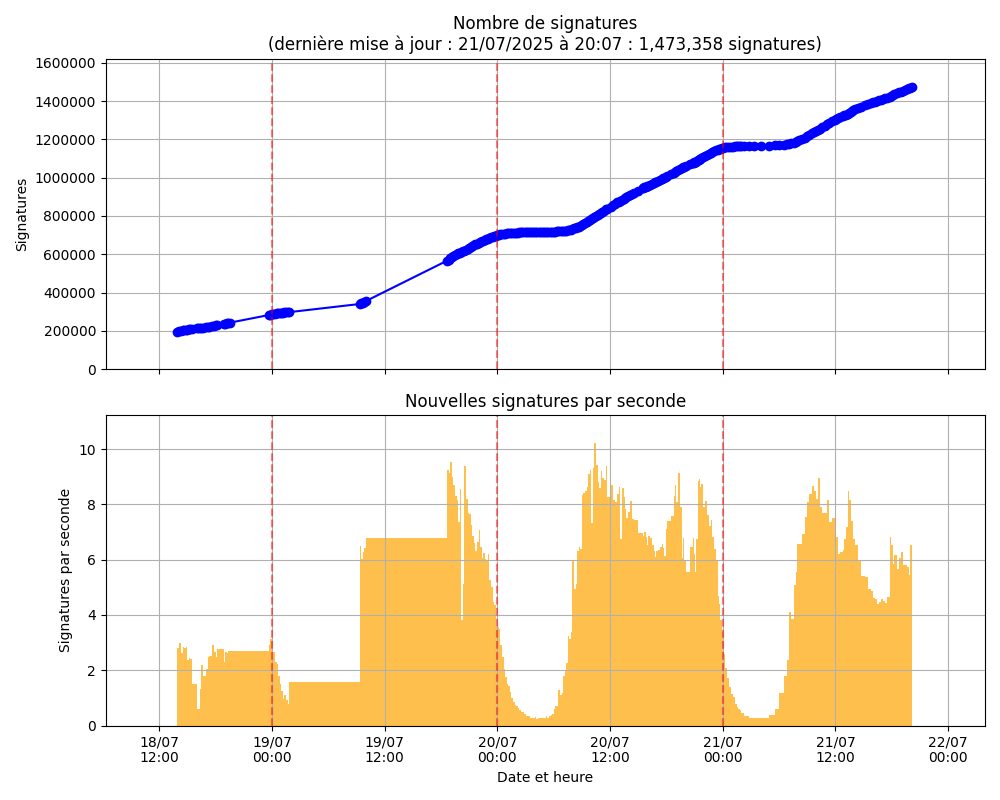 Nombre de signatures
(dernière mise à jour : 21/07/2025 à 20:07 : 1,473,358 signatures)
1600000
1400000
1200000
1000000
800000
600000
400000
200000
0
Signatures
Nouvelles signatures par seconde
10
8
6
4
2
0
Signatures par seconde
18/07 19/07 19/07 20/07 20/07 21/07 21/07 22/07
12:00 00:00 12:00 00:00 12:00 00:00 12:00 00:00
Date et heure